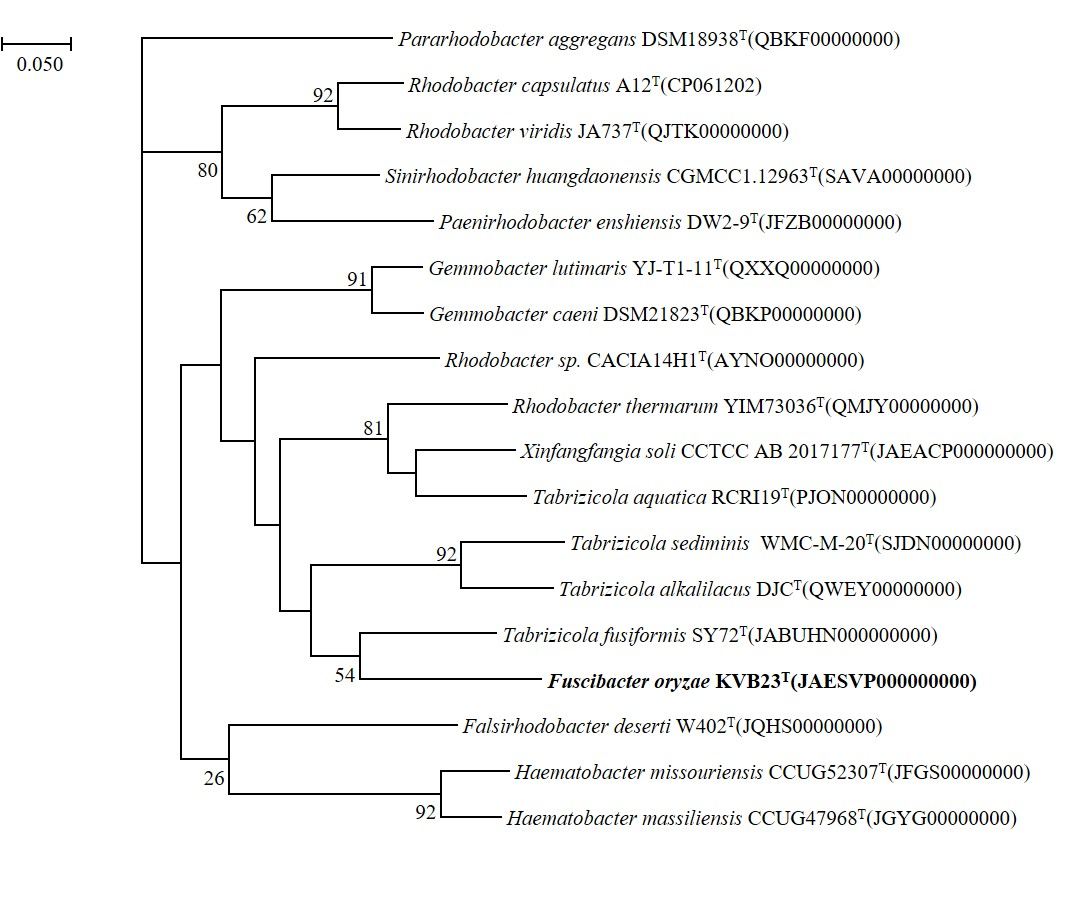 Pararhodobacter aggregans DSM18938ᵀ(QBKF00000000)
0.050
Rhodobacter capsulatus A12ᵀ(CP061202)
92
Rhodobacter viridis JA737ᵀ(QJTK00000000)
80
Sinirhodobacter huangdaonensis CGMCC1.12963ᵀ(SAVA00000000)
62
Paenirhodobacter enshiensis DW2-9ᵀ(JFZB00000000)
Gemmobacter lutimaris YJ-T1-11ᵀ(QXXQ00000000)
91
Gemmobacter caeni DSM21823ᵀ(QBKP00000000)
Rhodobacter sp. CACIA14H1ᵀ(AYNO00000000)
Rhodobacter thermarum YIM73036ᵀ(QMJY00000000)
81
Xinfangfangia soli CCTCC AB 2017177ᵀ(JAEACP000000000)
Tabrizicola aquatica RCRI19ᵀ(PJON00000000)
Tabrizicola sediminis WMC-M-20ᵀ(SJDN00000000)
92
Tabrizicola alkalilacus DJCᵀ(QWEY00000000)
Tabrizicola fusiformis SY72ᵀ(JABUHN000000000)
54
Fuscibacter oryzae KVB23ᵀ(JAESVP000000000)
Falsirhodobacter deserti W402ᵀ(JQHS00000000)
26
Haematobacter missouriensis CCUG52307ᵀ(JFGS00000000)
92
Haematobacter massiliensis CCUG47968ᵀ(JGYG00000000)